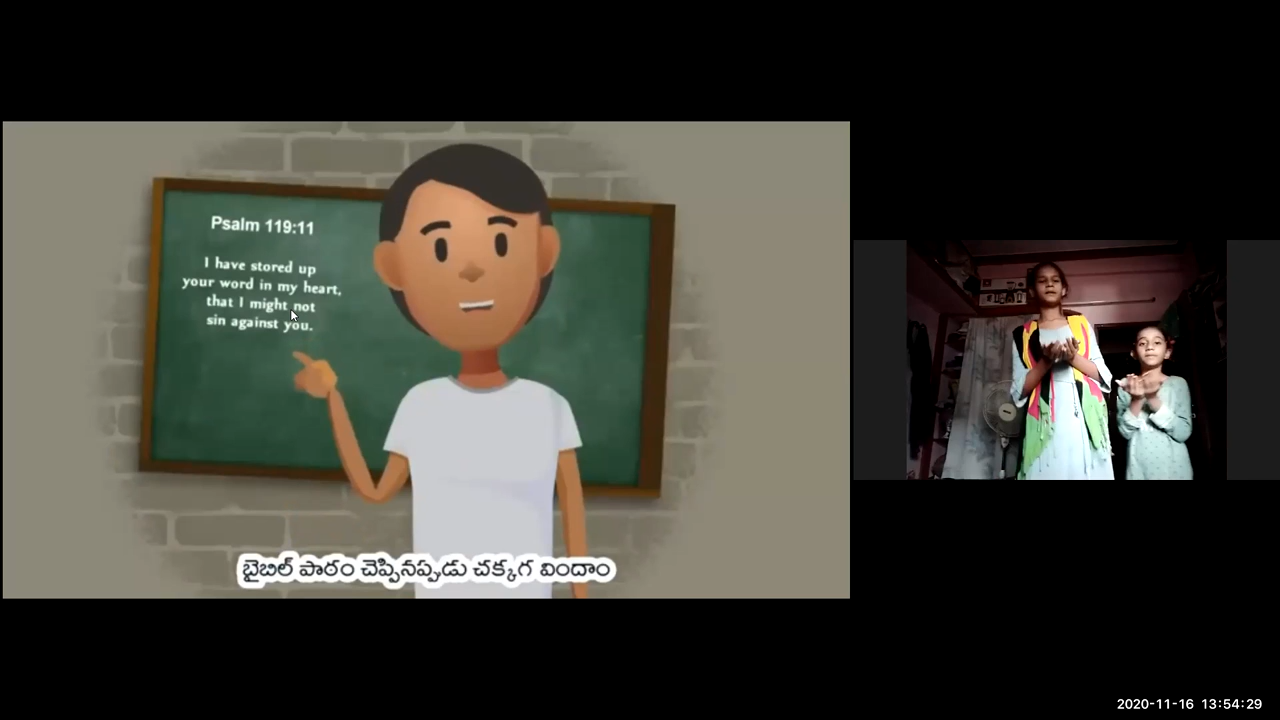 Psalm 119:11
I have stored up
your word in my heart,
that I might not
sin against you.
బైబిల్ పాఠం చెప్పినప్పుడు చక్కగ విందాం
2020-11-16 13:54:29